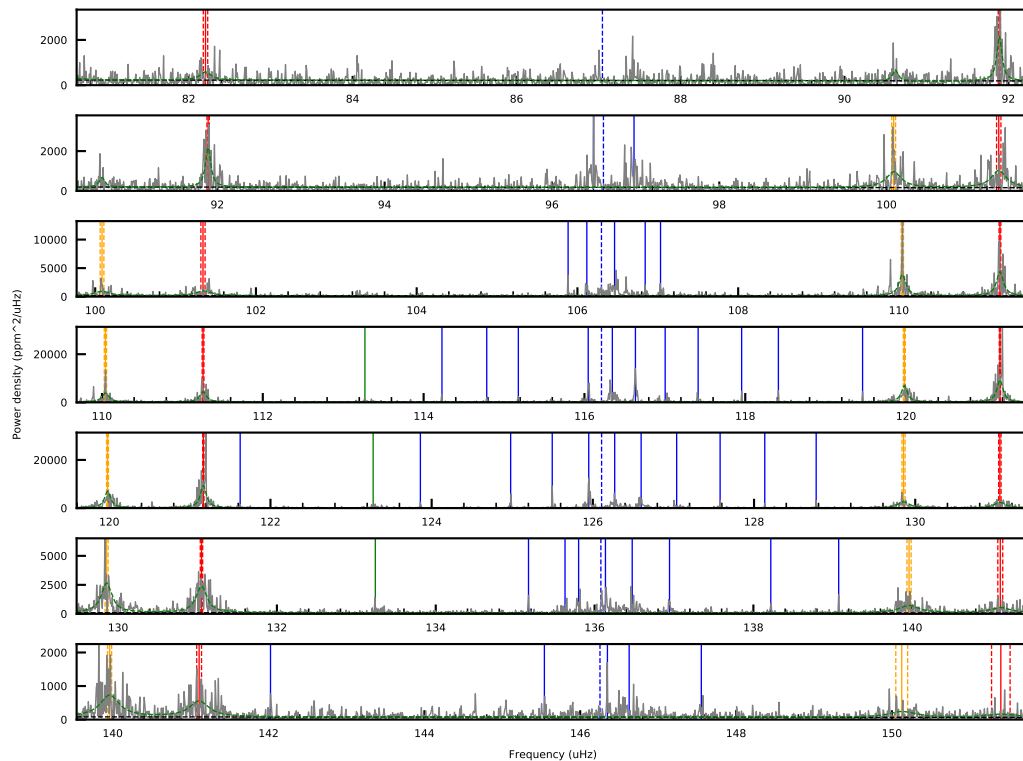 2000
0
82 84 86 88 90 92
2000
0
92 94 96 98 100
10000
5000
0
100 102 104 106 108 110
Power density (ppm^2/uHz)
20000
0
110 112 114 116 118 120
20000
0
120 122 124 126 128 130
5000
2500
0
130 132 134 136 138 140
2000
1000
0
140 142 144 146 148 150
Frequency (uHz)